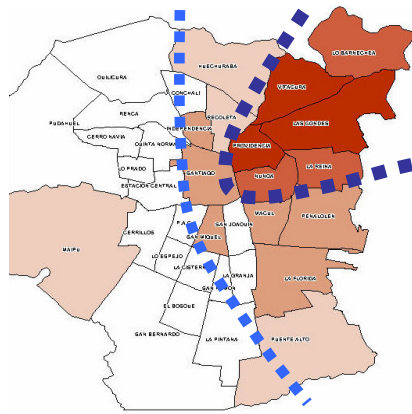 LO BARNECHEA
HUECHURABA
QUILICURA
VITACURA
CONCHALI
RENCA
RECOLETA
PUDAHUEL
LAS CONDES
INDEPENDENCIA
CERRO NAVIA
QUINTA NORMAL
PROVIDENCIA
LO PRADO
LA REINA
SANTIAGO
ÑUÑOA
ESTACION CENTRAL
MACUL
PEÑALOLEN
P.A.C.
SAN JOAQUIN
CERRILLOS
SAN MIGUEL
MAIPU
LO ESPEJO
LA CISTERNA
LA GRANJA
LA FLORIDA
SAN RAMON
EL BOSQUE
SAN BERNARDO
LA PINTANA
PUENTE ALTO